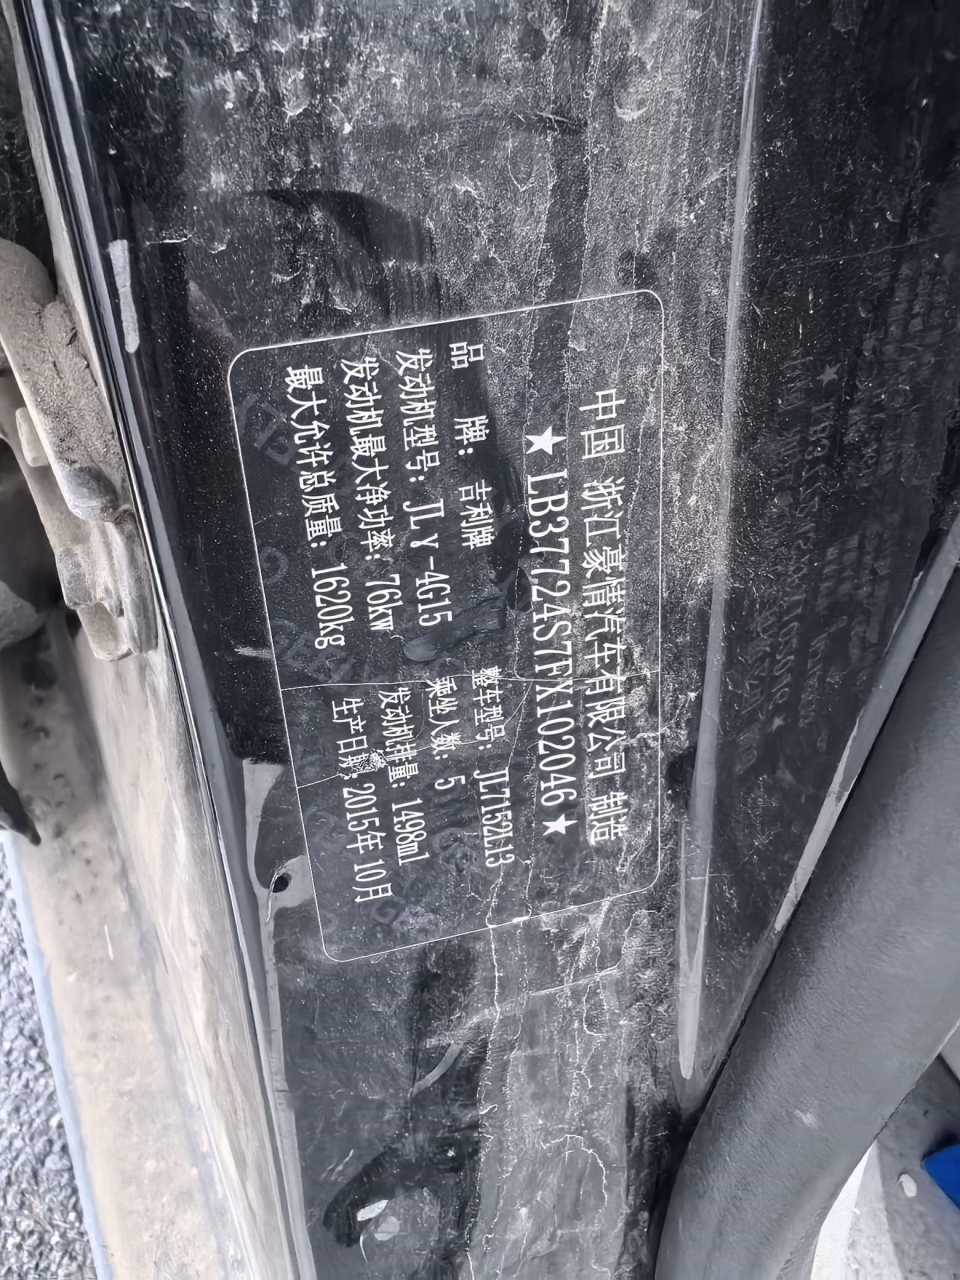 中国 浙江豪情汽车有限公司 制造
★LB37724S7FX102046★
品 牌：吉利牌 整车型号：JL7152L13
发动机型号：JLγ-4G15 乘坐人数：5
发动机最大净功率：76kw 发动机排量：1498ml
最大允许总质量：1620kg 生产日期：2015年10月